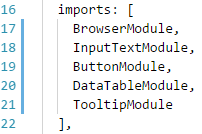 16 imports: [
17 BrowserModule,
18 InputTextModule,
19 ButtonModule,
20 DataTableModule,
21 TooltipModule
22 ],